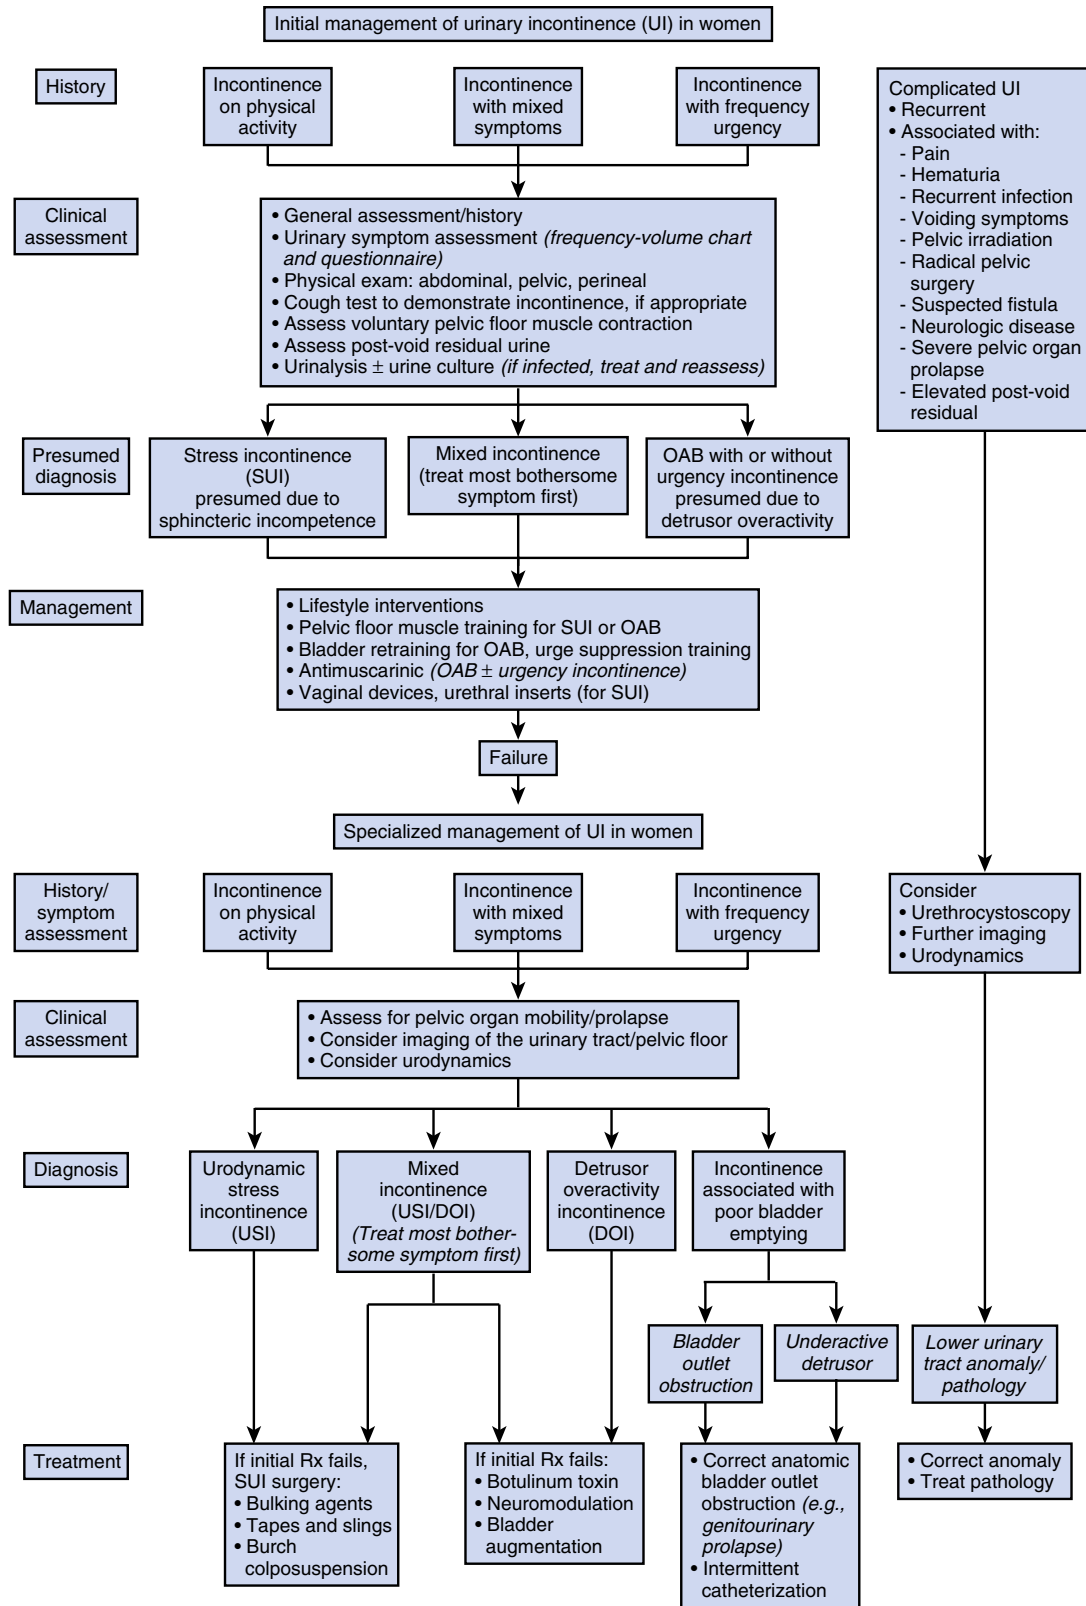 Initial management of urinary incontinence (UI) in women
History
Incontinence
on physical
activity
Incontinence
with mixed
symptoms
Incontinence
with frequency
urgency
Complicated UI
• Recurrent
• Associated with:
- Pain
- Hematuria
- Recurrent infection
- Voiding symptoms
- Pelvic irradiation
- Radical pelvic
surgery
- Suspected fistula
- Neurologic disease
- Severe pelvic organ
prolapse
- Elevated post-void
residual
Clinical
assessment
• General assessment/history
• Urinary symptom assessment (frequency-volume chart
and questionnaire)
• Physical exam: abdominal, pelvic, perineal
• Cough test to demonstrate incontinence, if appropriate
• Assess voluntary pelvic floor muscle contraction
• Assess post-void residual urine
• Urinalysis ± urine culture (if infected, treat and reassess)
Presumed
diagnosis
Stress incontinence
(SUI)
presumed due to
sphincteric incompetence
Mixed incontinence
(treat most bothersome
symptom first)
OAB with or without
urgency incontinence
presumed due to
detrusor overactivity
Management
• Lifestyle interventions
• Pelvic floor muscle training for SUI or OAB
• Bladder retraining for OAB, urge suppression training
• Antimuscarinic (OAB ± urgency incontinence)
• Vaginal devices, urethral inserts (for SUI)
Failure
Specialized management of UI in women
History/
symptom
assessment
Incontinence
on physical
activity
Incontinence
with mixed
symptoms
Incontinence
with frequency
urgency
Consider
• Urethrocystoscopy
• Further imaging
• Urodynamics
Clinical
assessment
• Assess for pelvic organ mobility/prolapse
• Consider imaging of the urinary tract/pelvic floor
• Consider urodynamics
Diagnosis
Urodynamic
stress
incontinence
(USI)
Mixed
incontinence
(USI/DOI)
(Treat most bother-
some symptom first)
Detrusor
overactivity
incontinence
(DOI)
Incontinence
associated with
poor bladder
emptying
Bladder
outlet
obstruction
Underactive
detrusor
Lower urinary
tract anomaly/
pathology
Treatment
If initial Rx fails,
SUI surgery:
• Bulking agents
• Tapes and slings
• Burch
colposuspension
If initial Rx fails:
• Botulinum toxin
• Neuromodulation
• Bladder
augmentation
• Correct anatomic
bladder outlet
obstruction (e.g.,
genitourinary
prolapse)
• Intermittent
catheterization
• Correct anomaly
• Treat pathology